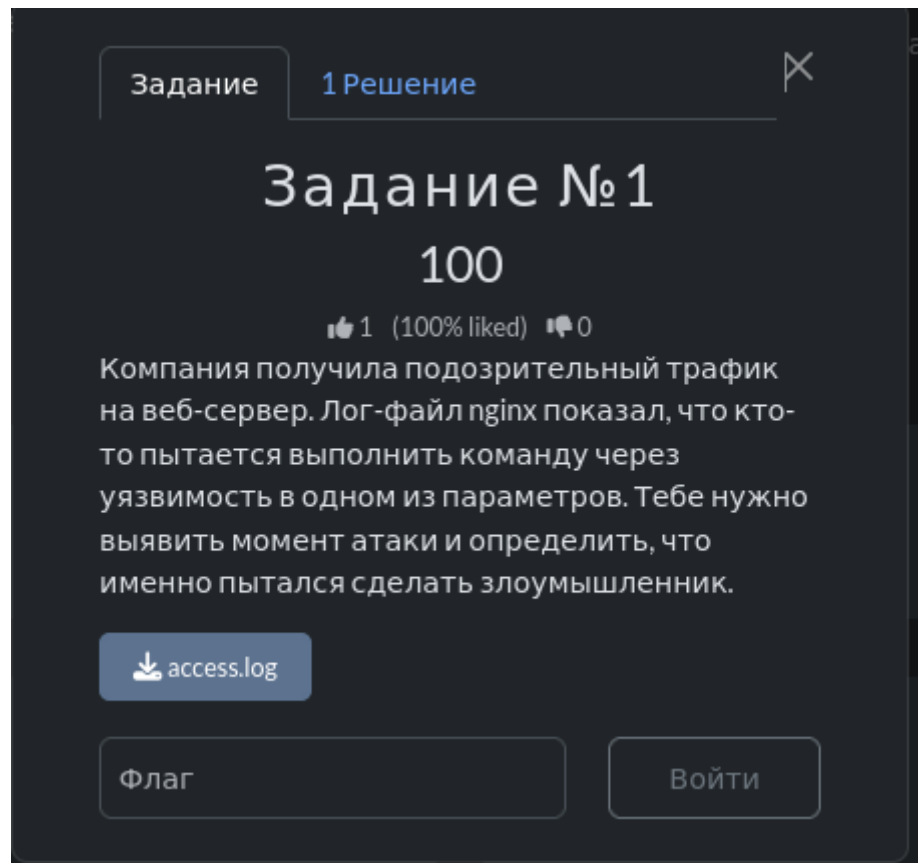 Задание
1 Решение
Задание №1
100
1 (100% liked) 0
Компания получила подозрительный трафик
на веб-сервер. Лог-файл nginx показал, что кто-
то пытается выполнить команду через
уязвимость в одном из параметров. Тебе нужно
выявить момент атаки и определить, что
именно пытался сделать злоумышленник.
access.log
Флаг
Войти